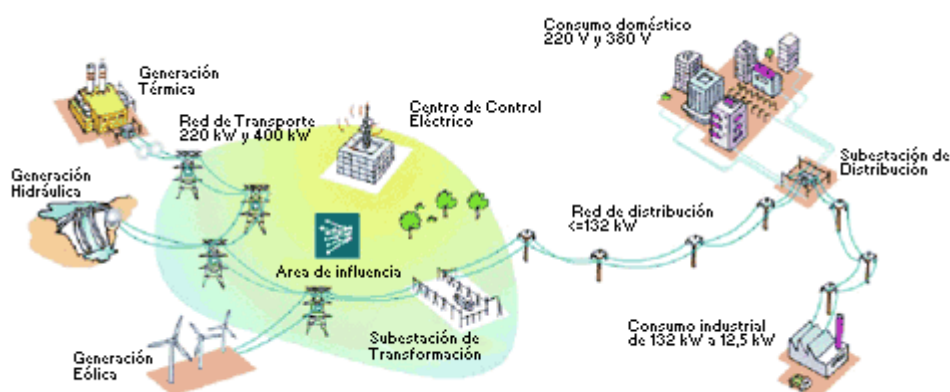 Generación
Térmica
Red de Transporte
220 kW y 400 kW
Centro de Control
Eléctrico
Consumo doméstico
220 V y 380 V
Generación
Hidráulica
Subestación de
Distribución
Red de distribución
<=132 kW
Area de influencia
Subestación de
Transformación
Generación
Eólica
Consumo industrial
de 132 kW a 12,5 kW